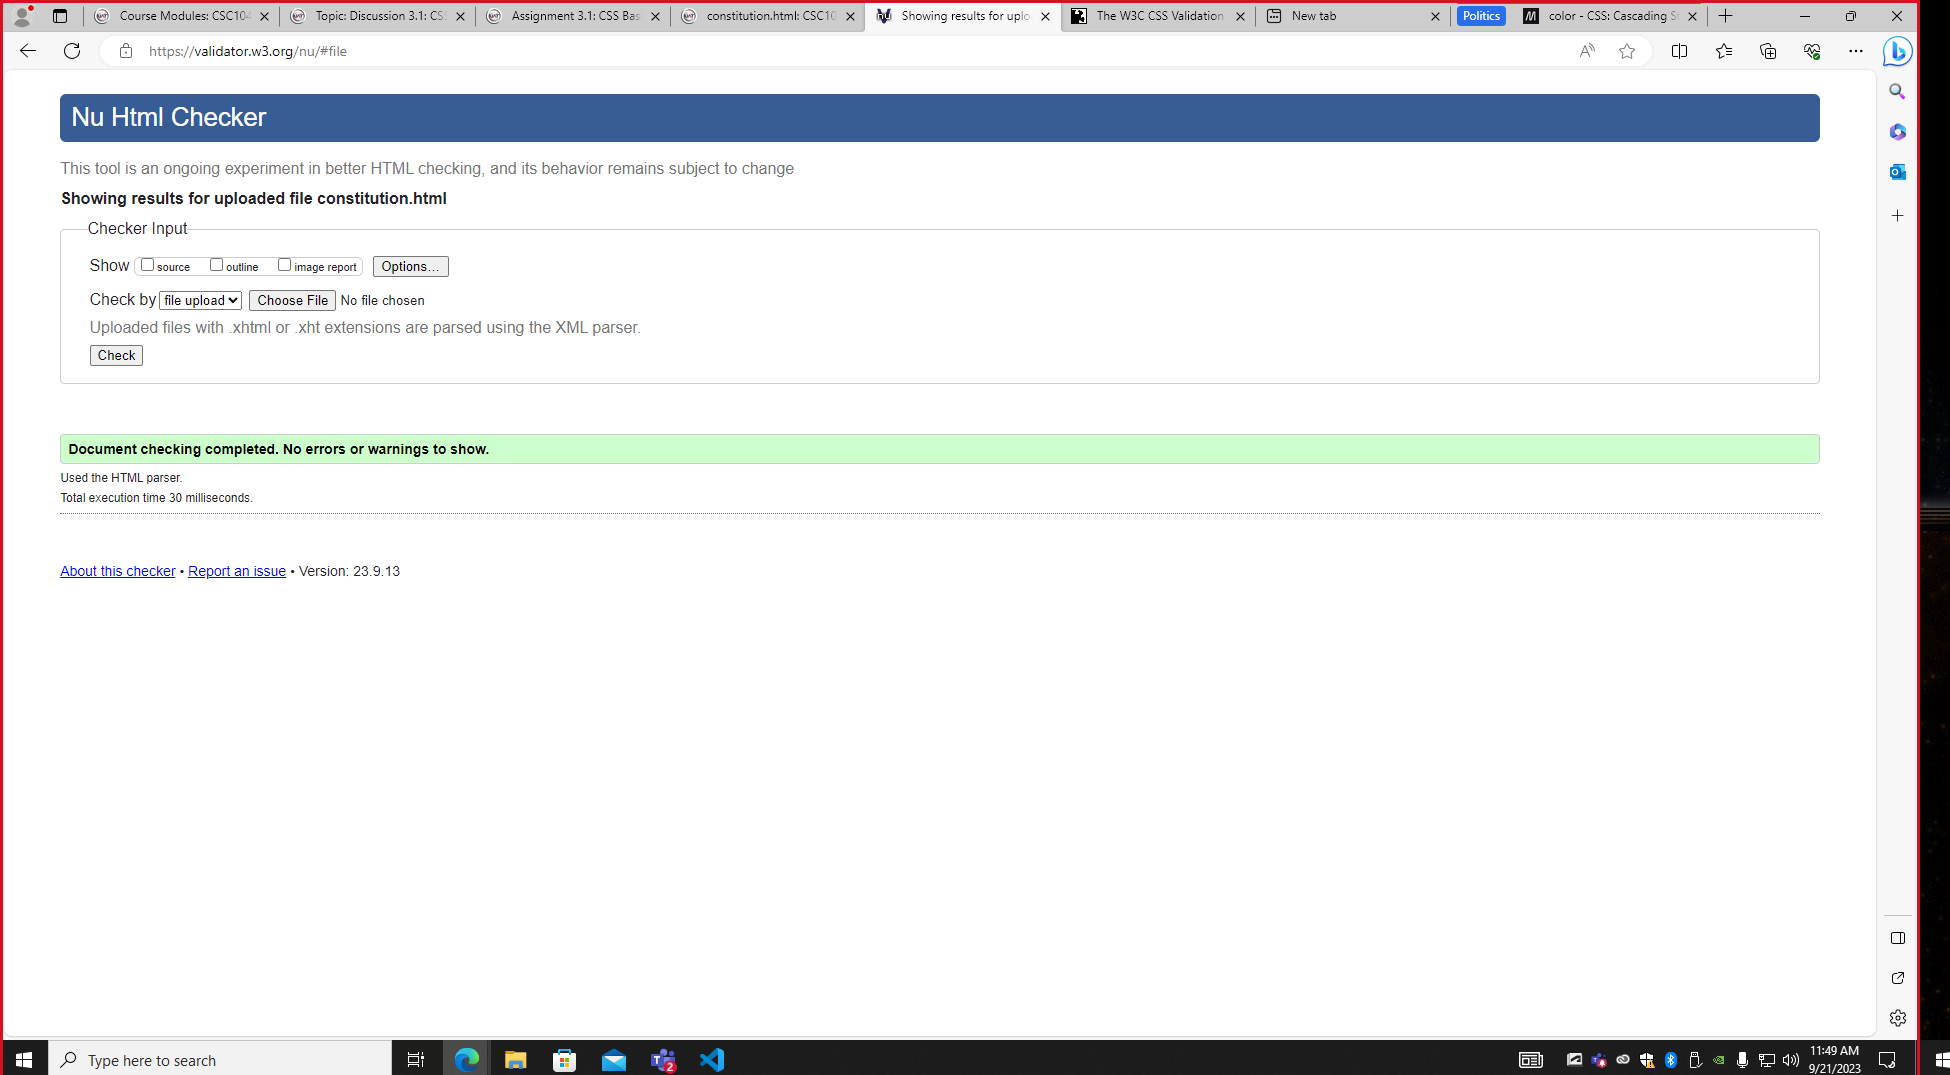 Course Modules: CSC104
Topic: Discussion 3.1: CSS
Assignment 3.1: CSS Bas
constitution.html: CSC10
Showing results for uplo
The W3C CSS Validation
New tab
Politics
color - CSS: Cascading St
https://validator.w3.org/nu/#file
Nu Html Checker
This tool is an ongoing experiment in better HTML checking, and its behavior remains subject to change
Showing results for uploaded file constitution.html
Checker Input
Show source outline image report Options...
Check by file upload Choose File No file chosen
Uploaded files with .xhtml or .xht extensions are parsed using the XML parser.
Check
Document checking completed. No errors or warnings to show.
Used the HTML parser.
Total execution time 30 milliseconds.
About this checker • Report an issue • Version: 23.9.13
Type here to search
2
11:49 AM
9/21/2023